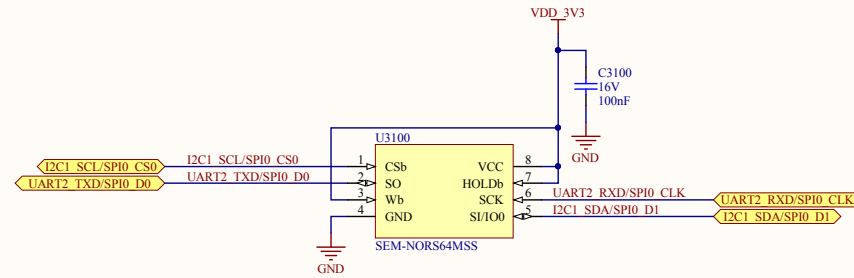 VDD_3V3
C3100
16V
100nF
GND
U3100
I2C1_SCL/SPI0_CS0 I2C1_SCL/SPI0_CS0 1 CSb VCC 8
UART2_TXD/SPI0_D0 UART2_TXD/SPI0_D0 2 SO HOLDb 7
3 Wb SCK 6 UART2_RXD/SPI0_CLK UART2_RXD/SPI0_CLK
4 GND SI/IO0 5 I2C1_SDA/SPI0_D1 I2C1_SDA/SPI0_D1
SEM-NORS64MSS
GND